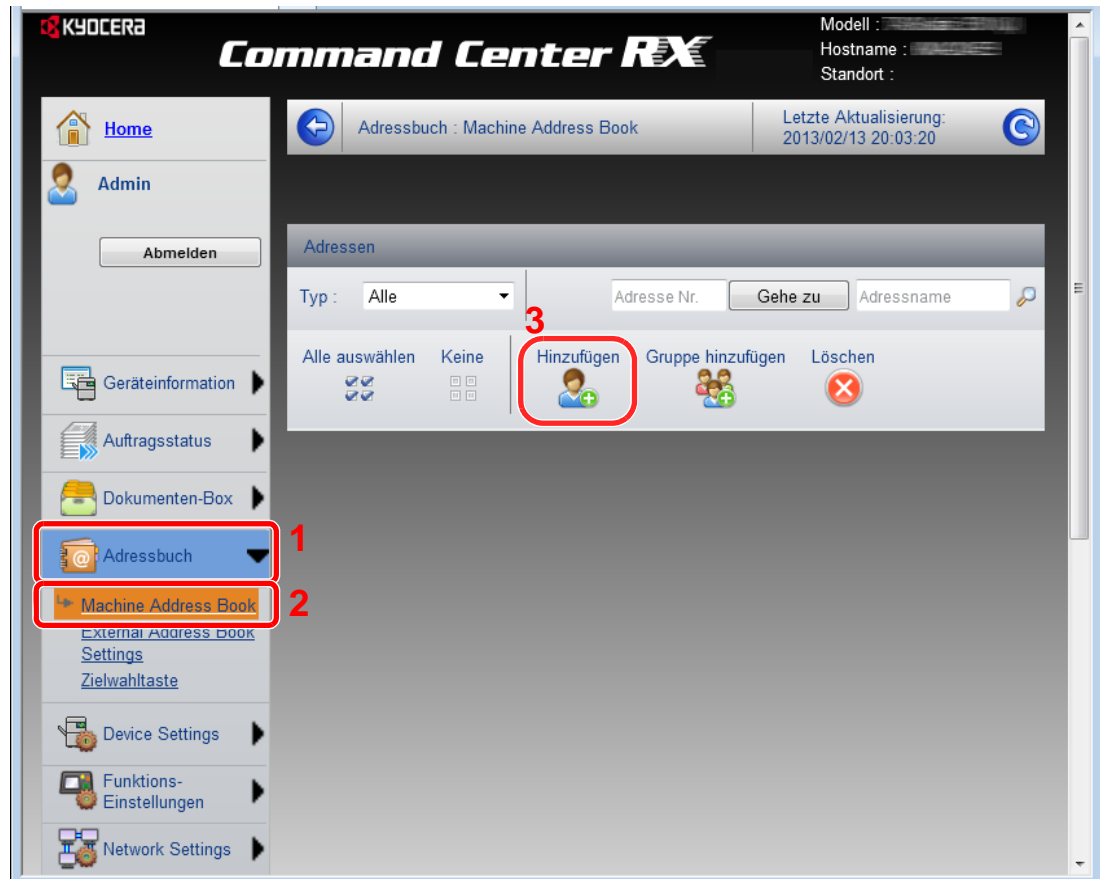 KYOCERA
Command Center RX
Modell :
Hostname :
Standort :
Home
Admin
Abmelden
Adressbuch : Machine Address Book
Letzte Aktualisierung:
2013/02/13 20:03:20
Adressen
Typ :
Alle
Adresse Nr.
Gehe zu
Adressname
3
Alle auswählen
Keine
Hinzufügen
Gruppe hinzufügen
Löschen
Geräteinformation
Auftragsstatus
Dokumenten-Box
Adressbuch
1
Machine Address Book
2
External Address Book
Settings
Zielwahltaste
Device Settings
Funktions-
Einstellungen
Network Settings